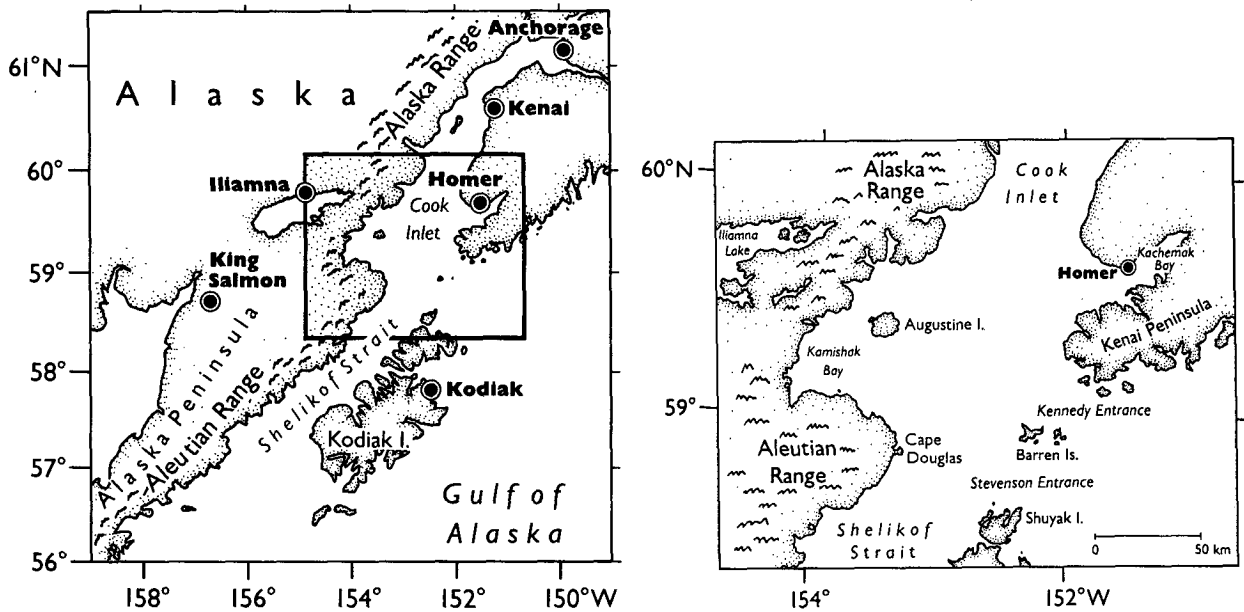 Anchorage
61°N
Alaska
Alaska Range
Kenai
60°
Iliamna
Homer
Cook
Inlet
59°
King
Salmon
58°
Alaska Peninsula
Aleutian Range
Shelikof Strait
Kodiak
Kodiak I.
57°
Gulf of
Alaska
56°
158° 156° 154° 152° 150°W
60°N
Alaska
Range
Cook
Inlet
Iliamna
Lake
Homer
Kachemak
Bay
Augustine I.
Kenai Peninsula
Kamishak
Bay
59°
Kennedy Entrance
Aleutian
Range
Cape
Douglas
Barren Is.
Stevenson Entrance
Shelikof
Strait
Shuyak I.
0 50 km
154° 152°